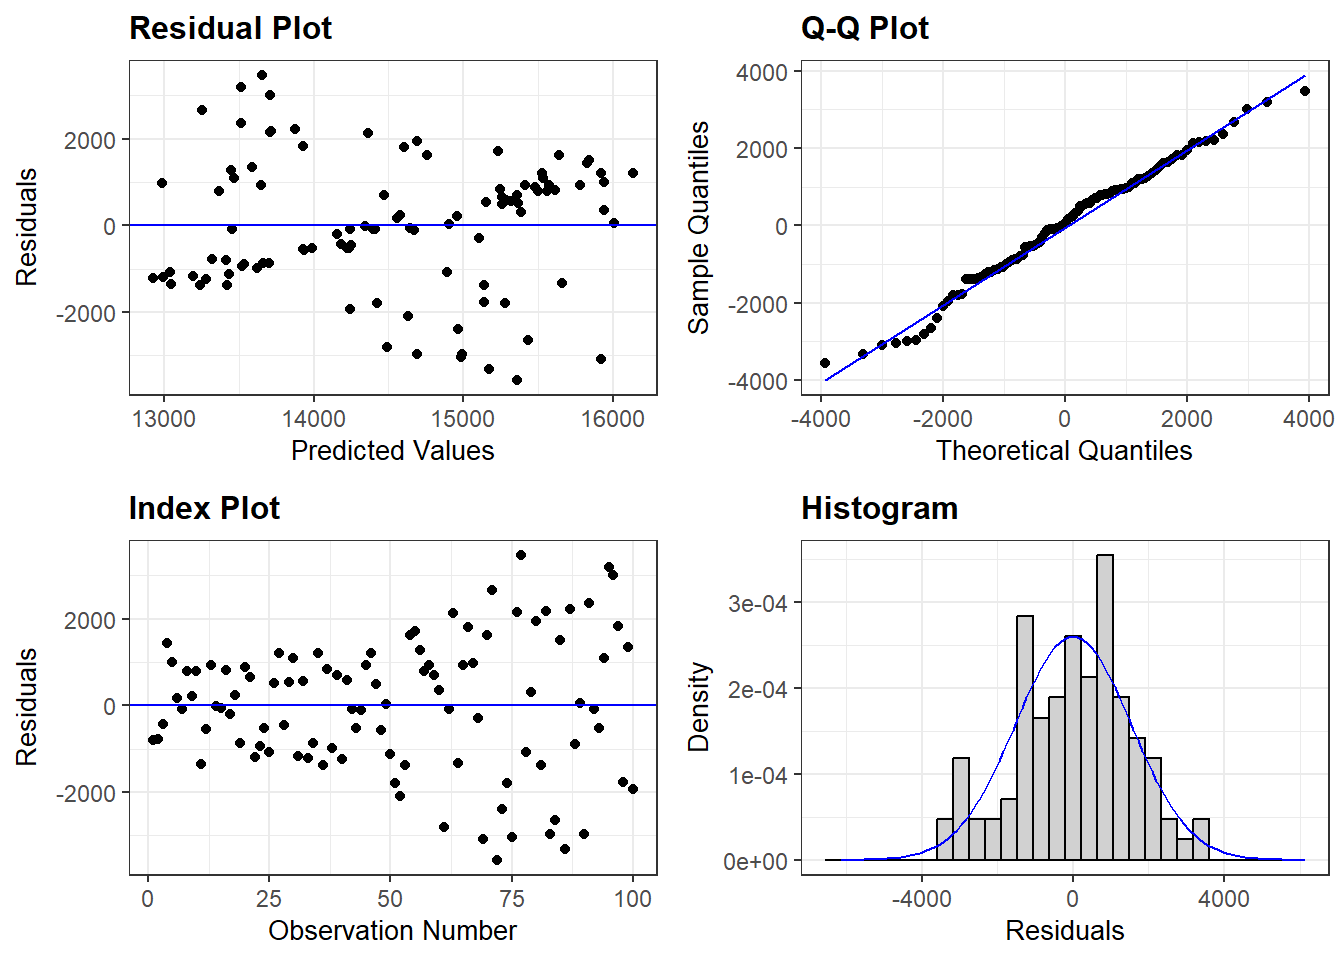 Residual Plot
Residuals
2000
0
-2000
13000 14000 15000 16000
Predicted Values
Q-Q Plot
Sample Quantiles
4000
2000
0
-2000
-4000
-4000 -2000 0 2000 4000
Theoretical Quantiles
Index Plot
Residuals
2000
0
-2000
0 25 50 75 100
Observation Number
Histogram
Density
3e-04
2e-04
1e-04
0e+00
-4000 0 4000
Residuals